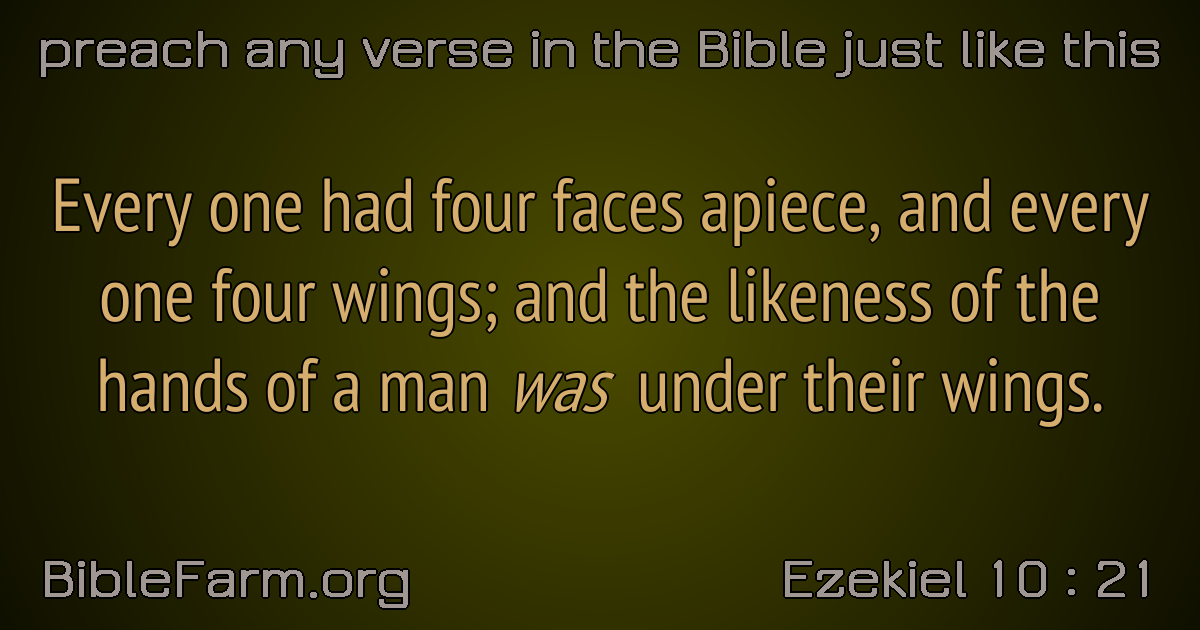 preach any verse in the Bible just like this
Every one had four faces apiece, and every
one four wings; and the likeness of the
hands of a man was under their wings.
BibleFarm.org
Ezekiel 10 : 21